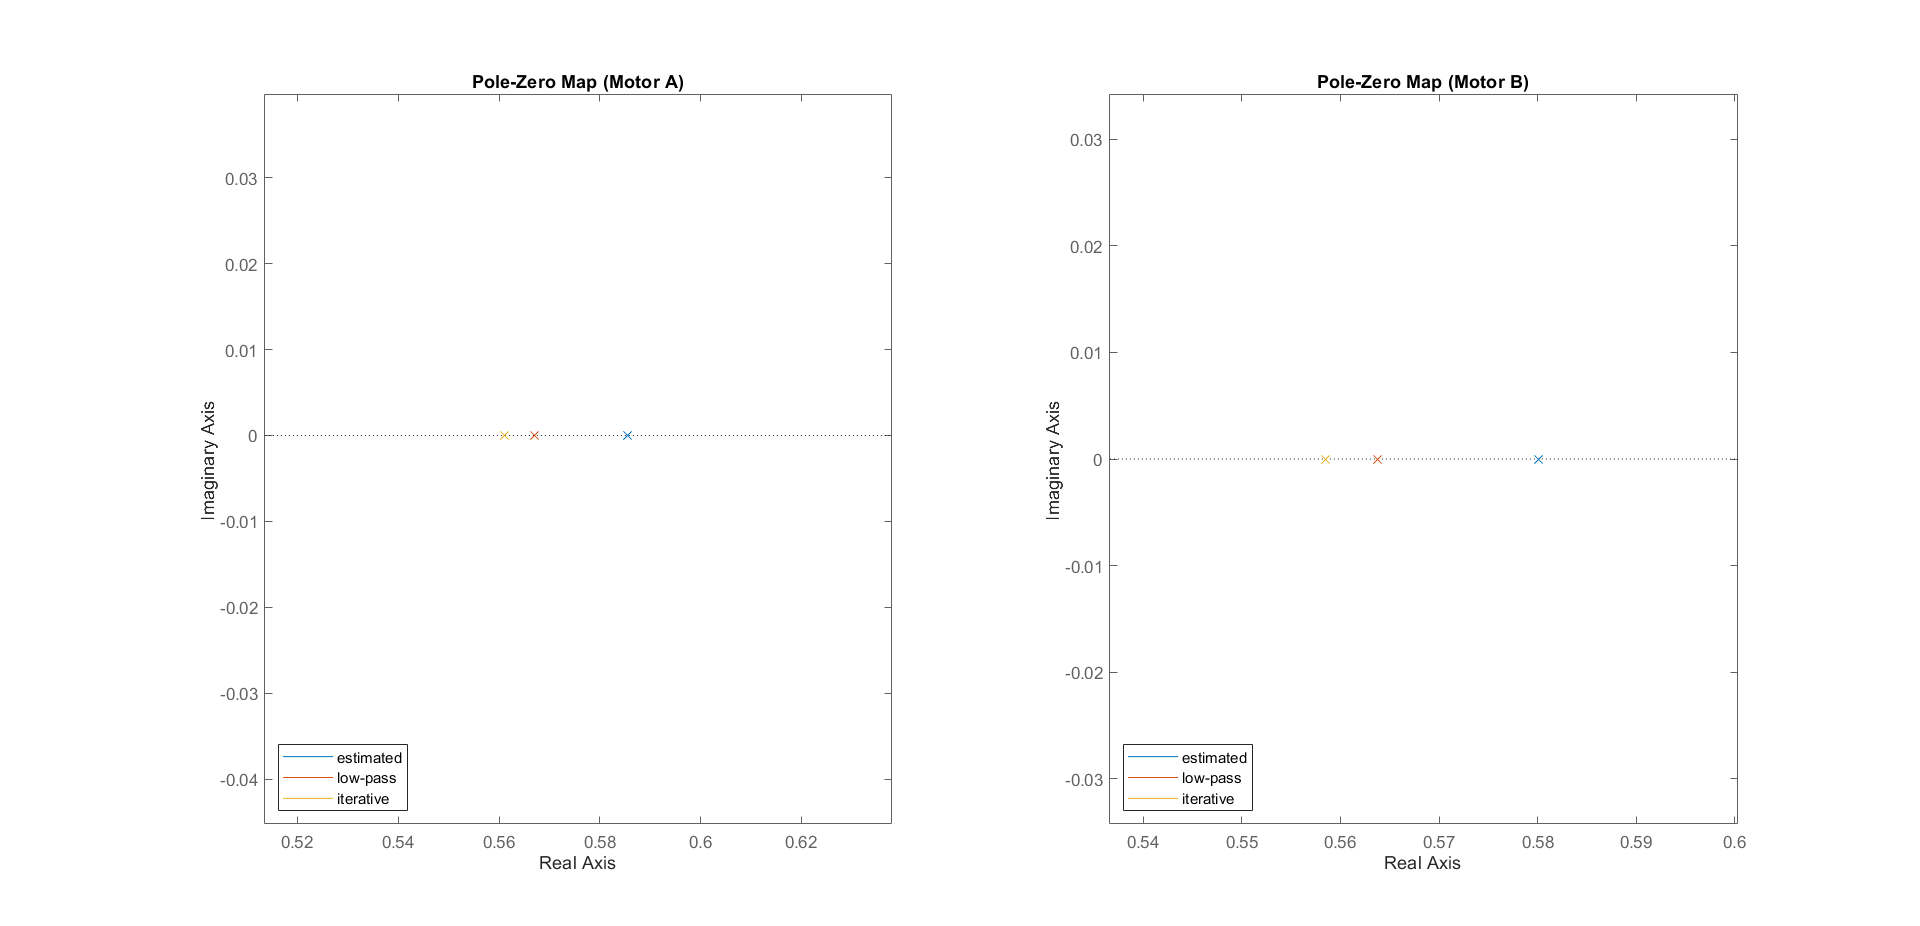 Pole-Zero Map (Motor A)
0.03
0.02
0.01
0
-0.01
-0.02
-0.03
-0.04
Imaginary Axis
estimated
low-pass
iterative
0.52 0.54 0.56 0.58 0.6 0.62
Real Axis
Pole-Zero Map (Motor B)
0.03
0.02
0.01
0
-0.01
-0.02
-0.03
Imaginary Axis
estimated
low-pass
iterative
0.54 0.55 0.56 0.57 0.58 0.59 0.6
Real Axis